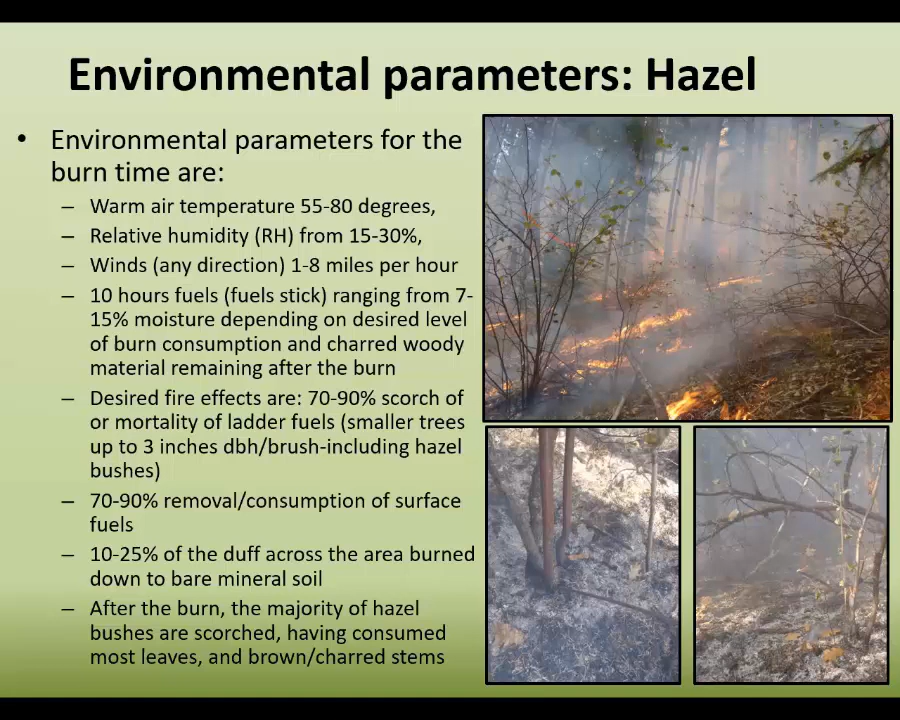 Environmental parameters: Hazel
• Environmental parameters for the
burn time are:
– Warm air temperature 55-80 degrees,
– Relative humidity (RH) from 15-30%,
– Winds (any direction) 1-8 miles per hour
– 10 hours fuels (fuels stick) ranging from 7-
15% moisture depending on desired level
of burn consumption and charred woody
material remaining after the burn
– Desired fire effects are: 70-90% scorch of
or mortality of ladder fuels (smaller trees
up to 3 inches dbh/brush-including hazel
bushes)
– 70-90% removal/consumption of surface
fuels
– 10-25% of the duff across the area burned
down to bare mineral soil
– After the burn, the majority of hazel
bushes are scorched, having consumed
most leaves, and brown/charred stems